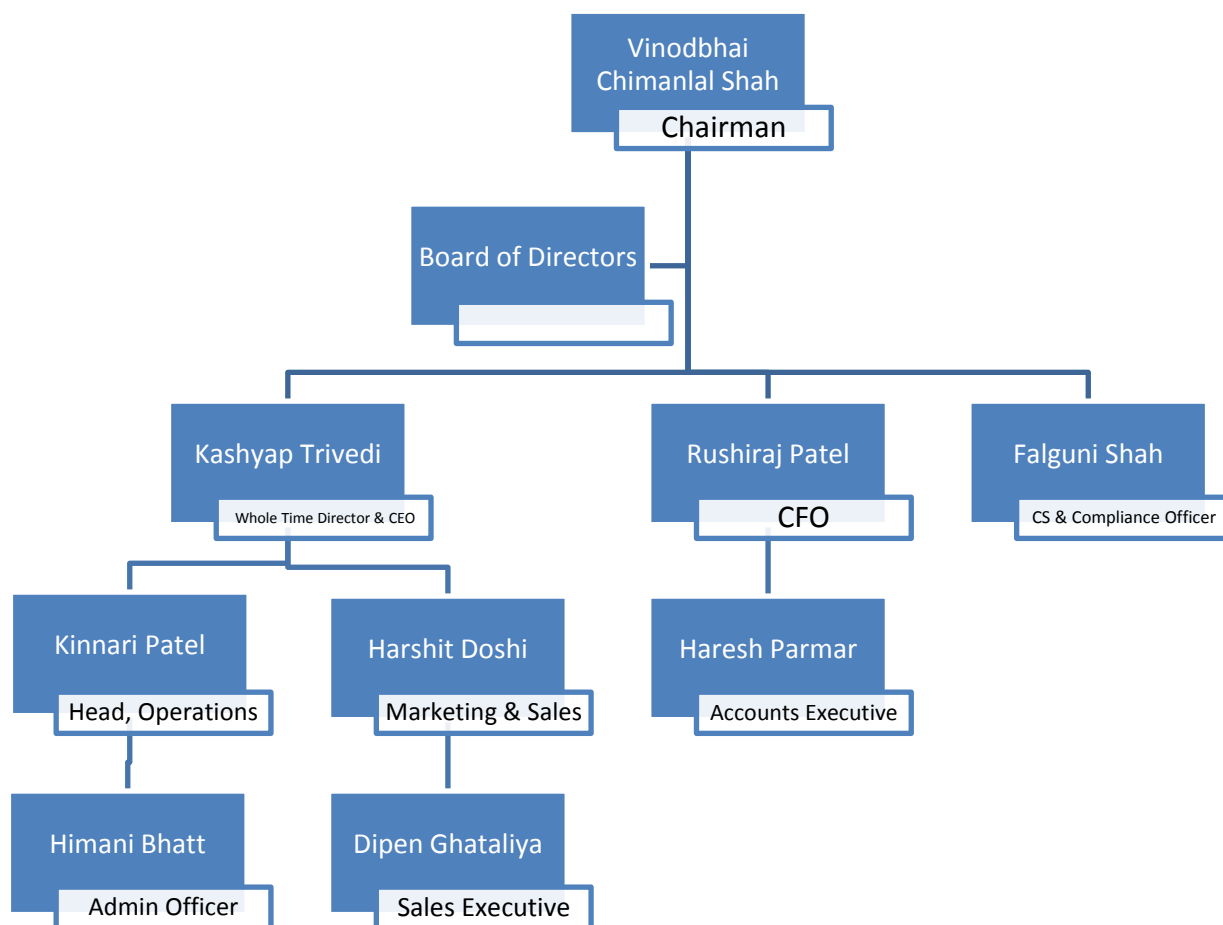 Vinodbhai
Chimanlal Shah
Chairman
Board of Directors
Kashyap Trivedi
Whole Time Director & CEO
Rushiraj Patel
CFO
Falguni Shah
CS & Compliance Officer
Kinnari Patel
Head, Operations
Harshit Doshi
Marketing & Sales
Haresh Parmar
Accounts Executive
Himani Bhatt
Admin Officer
Dipen Ghataliya
Sales Executive